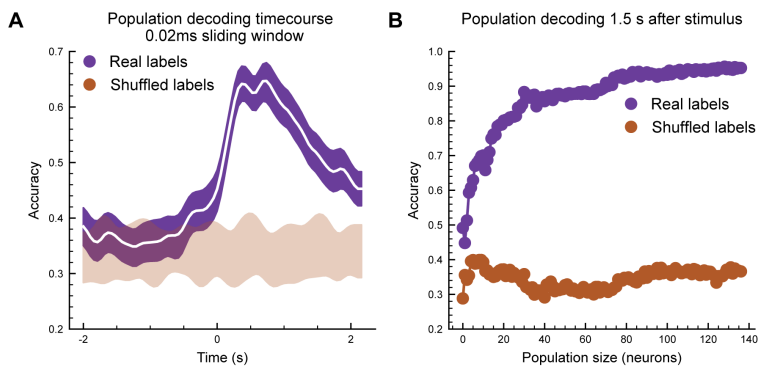 A
Population decoding timecourse
0.02ms sliding window
Real labels
Shuffled labels
0.7
0.6
0.5
0.4
0.3
0.2
Accuracy
-2
0
2
Time (s)
B
Population decoding 1.5 s after stimulus
1.0
0.9
0.8
0.7
0.6
0.5
0.4
0.3
0.2
Accuracy
Real labels
Shuffled labels
0
20
40
60
80
100
120
140
Population size (neurons)